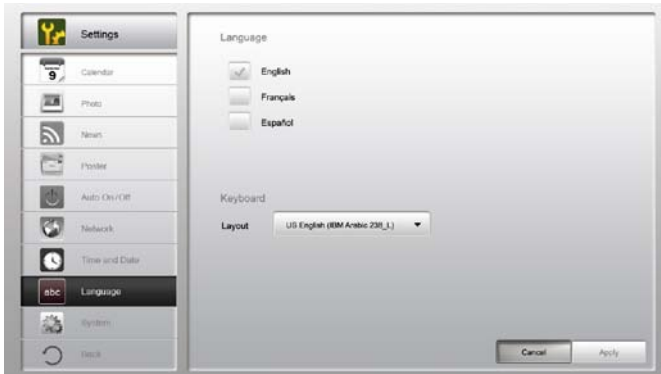 Settings
9
Calendar
Photo
News
Poster
Auto On/Off
Network
Time and Date
abc
Language
System
Back
Language
English
Français
Español
Keyboard
Layout
US English (IBM Arabic 238_L)
Cancel
Apply